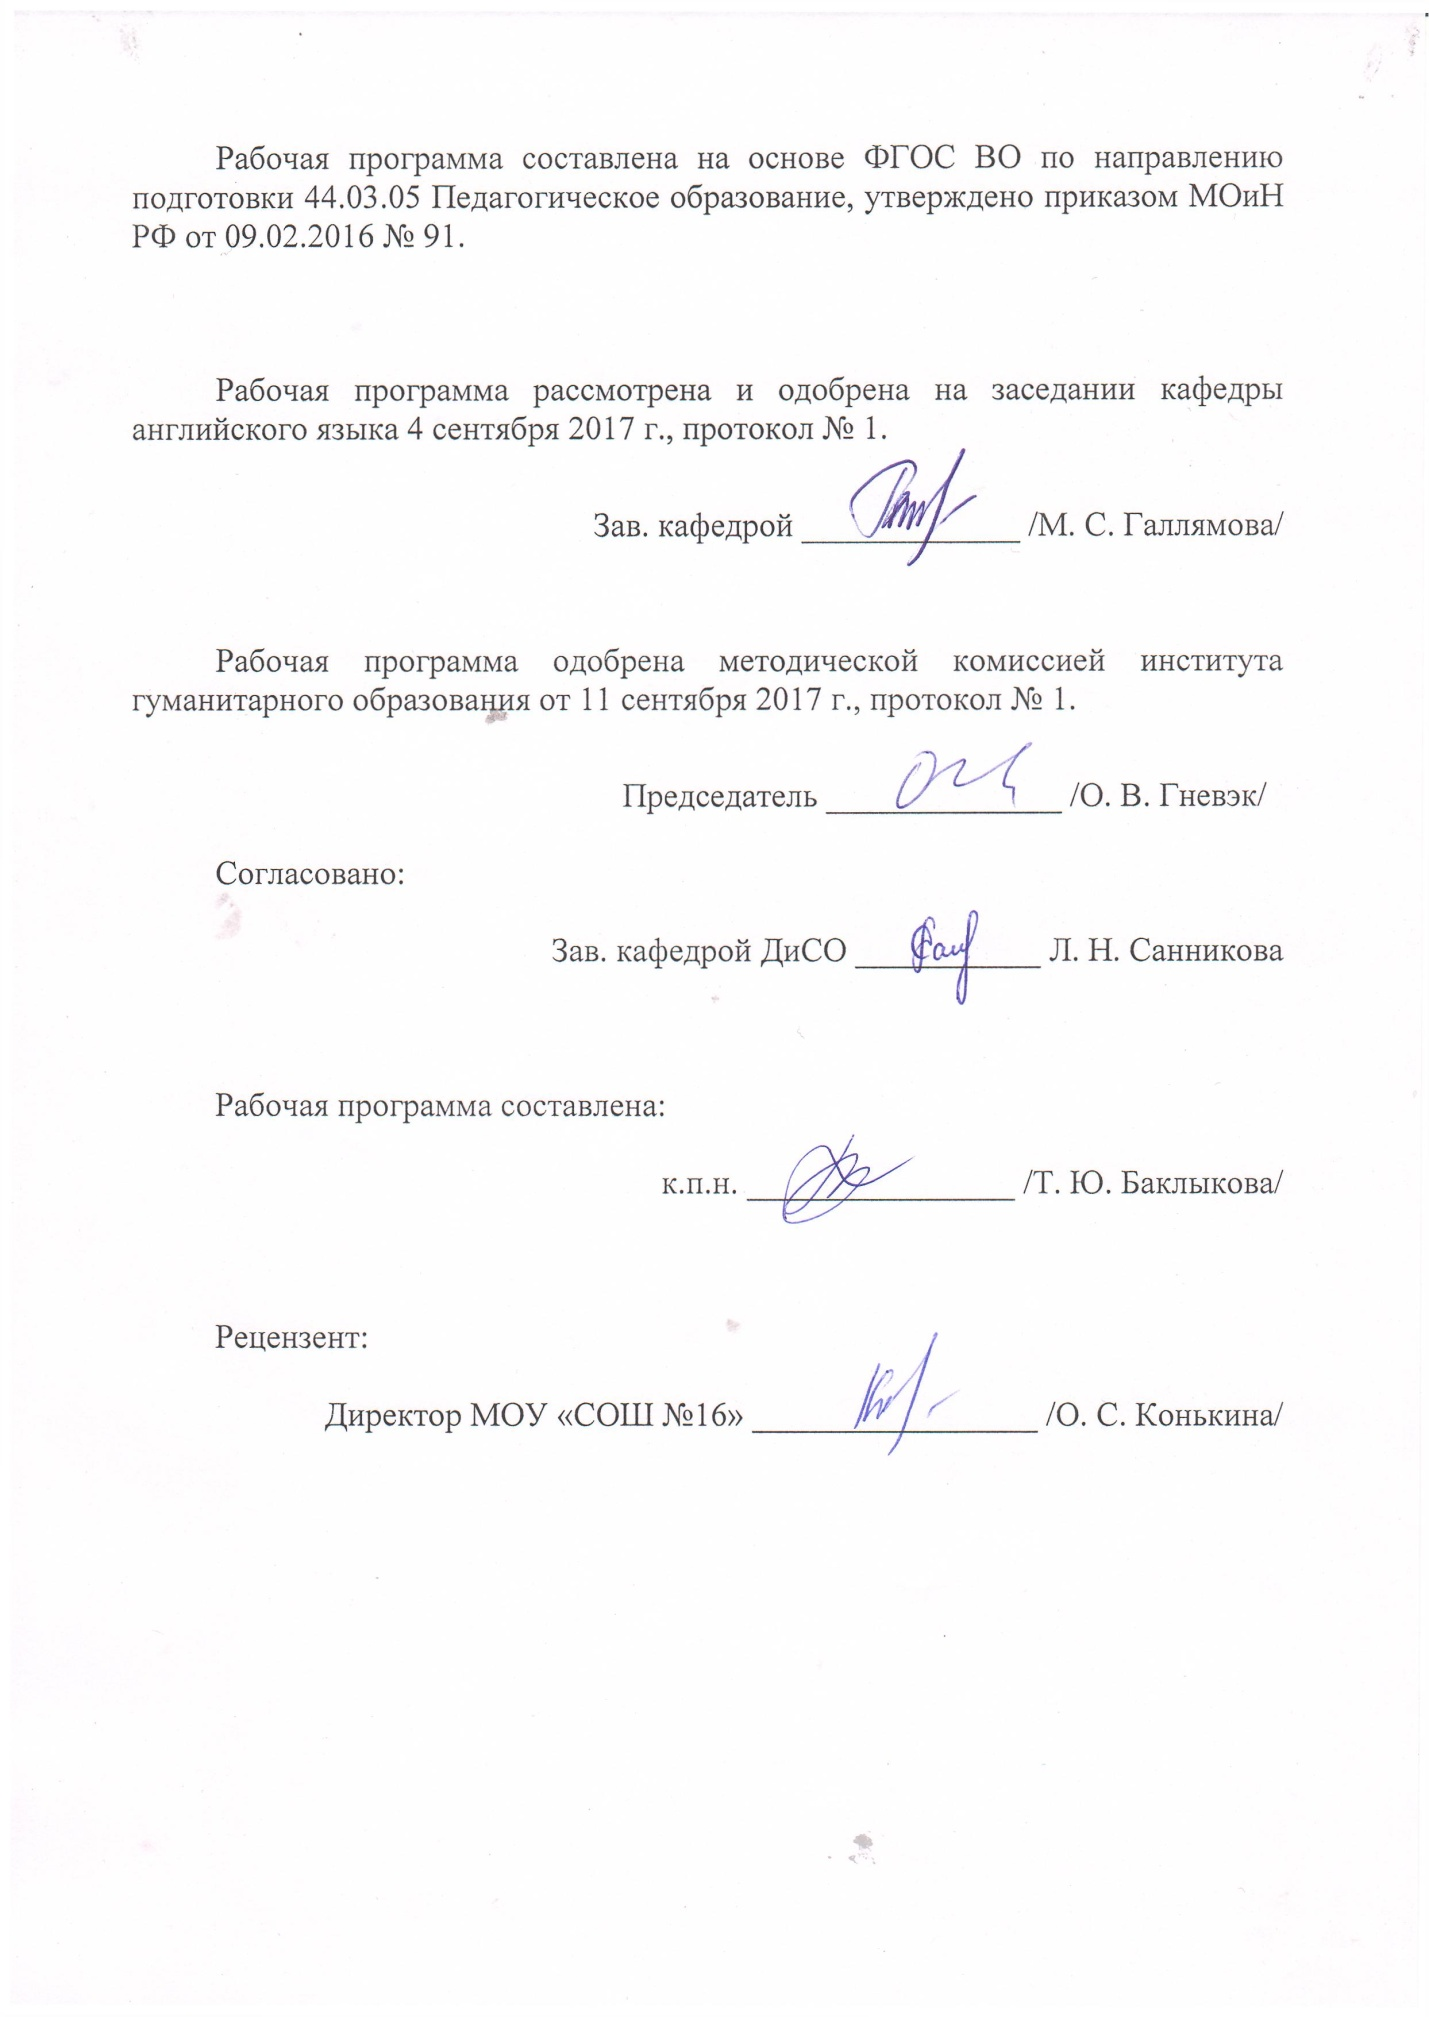 Рабочая программа составлена на основе ФГОС ВО по направлению
подготовки 44.03.05 Педагогическое образование, утверждено приказом МОиН
РФ от 09.02.2016 № 91.
Рабочая программа рассмотрена и одобрена на заседании кафедры
английского языка 4 сентября 2017 г., протокол № 1.
Зав. кафедрой _____________ /М. С. Галлямова/
Рабочая программа одобрена методической комиссией института
гуманитарного образования от 11 сентября 2017 г., протокол № 1.
Председатель ______________ /О. В. Гневэк/
Согласовано:
Зав. кафедрой ДиСО ___________ Л. Н. Санникова
Рабочая программа составлена:
к.п.н. ________________ /Т. Ю. Баклыкова/
Рецензент:
Директор МОУ «СОШ №16» _________________ /О. С. Конькина/